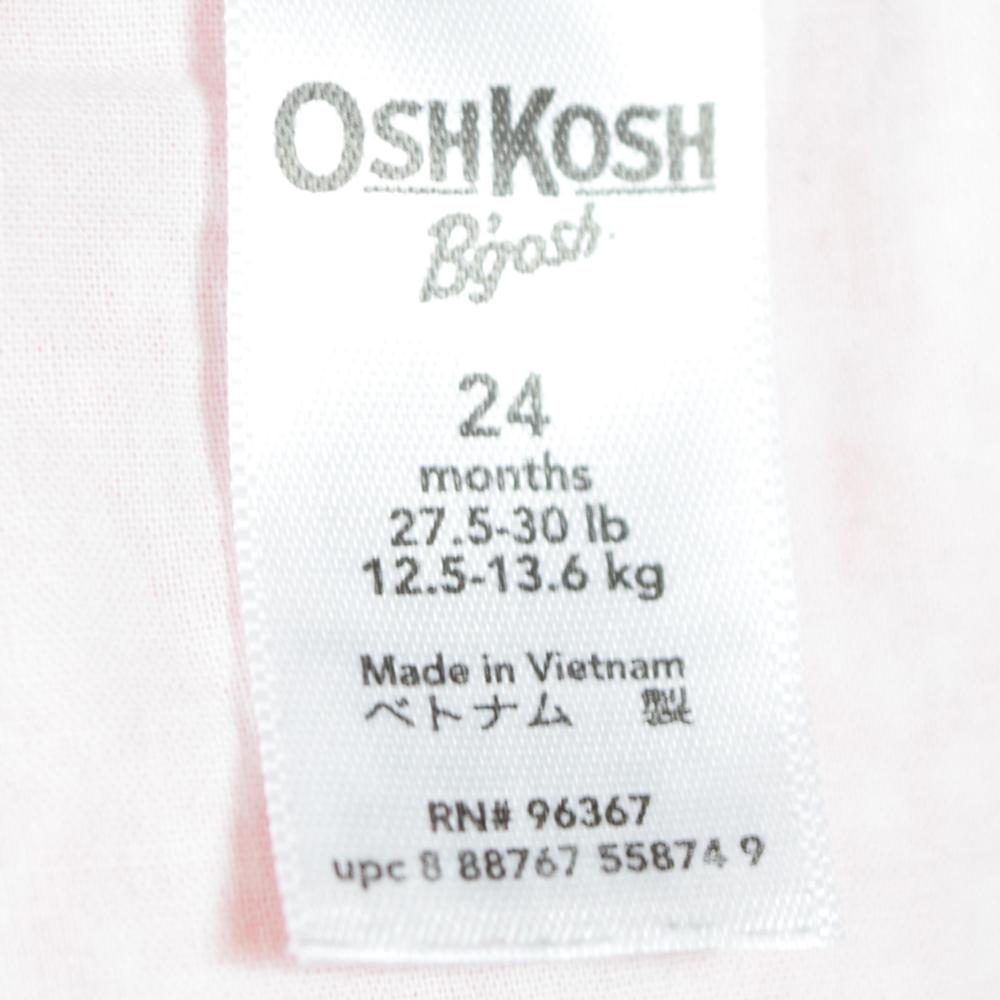 OSHKOSH
B'gosh
24
months
27.5-30 lb
12.5-13.6 kg
Made in Vietnam
ベトナム 製
RN# 96367
upc 8 88767 55874 9